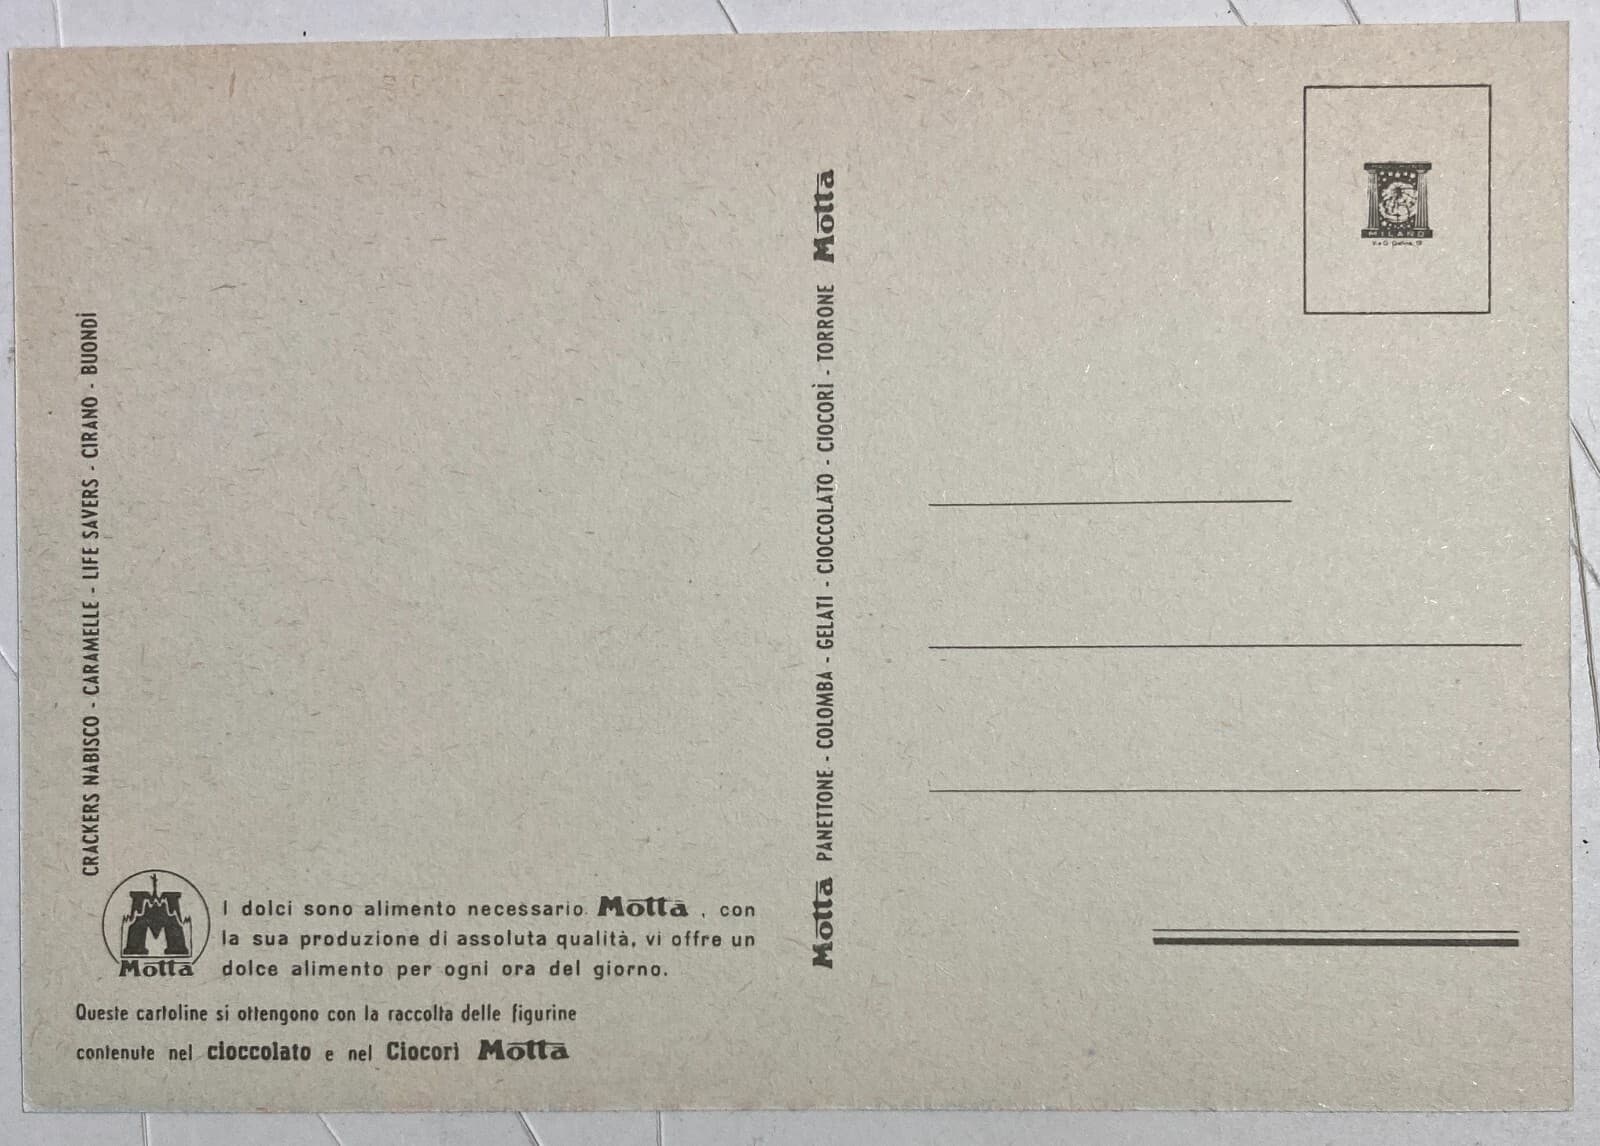 CRACKERS NABISCO - CARAMELLE - LIFE SAVERS - CIRANO - BUONDÌ
Motta
I dolci sono alimento necessario. Motta , con
la sua produzione di assoluta qualità, vi offre un
dolce alimento per ogni ora del giorno.
Queste cartoline si ottengono con la raccolta delle figurine
contenute nel cioccolato e nel Ciocorì Motta
Motta PANETTONE - COLOMBA - GELATI - CIOCCOLATO - CIOCORÌ - TORRONE Motta
MILANO